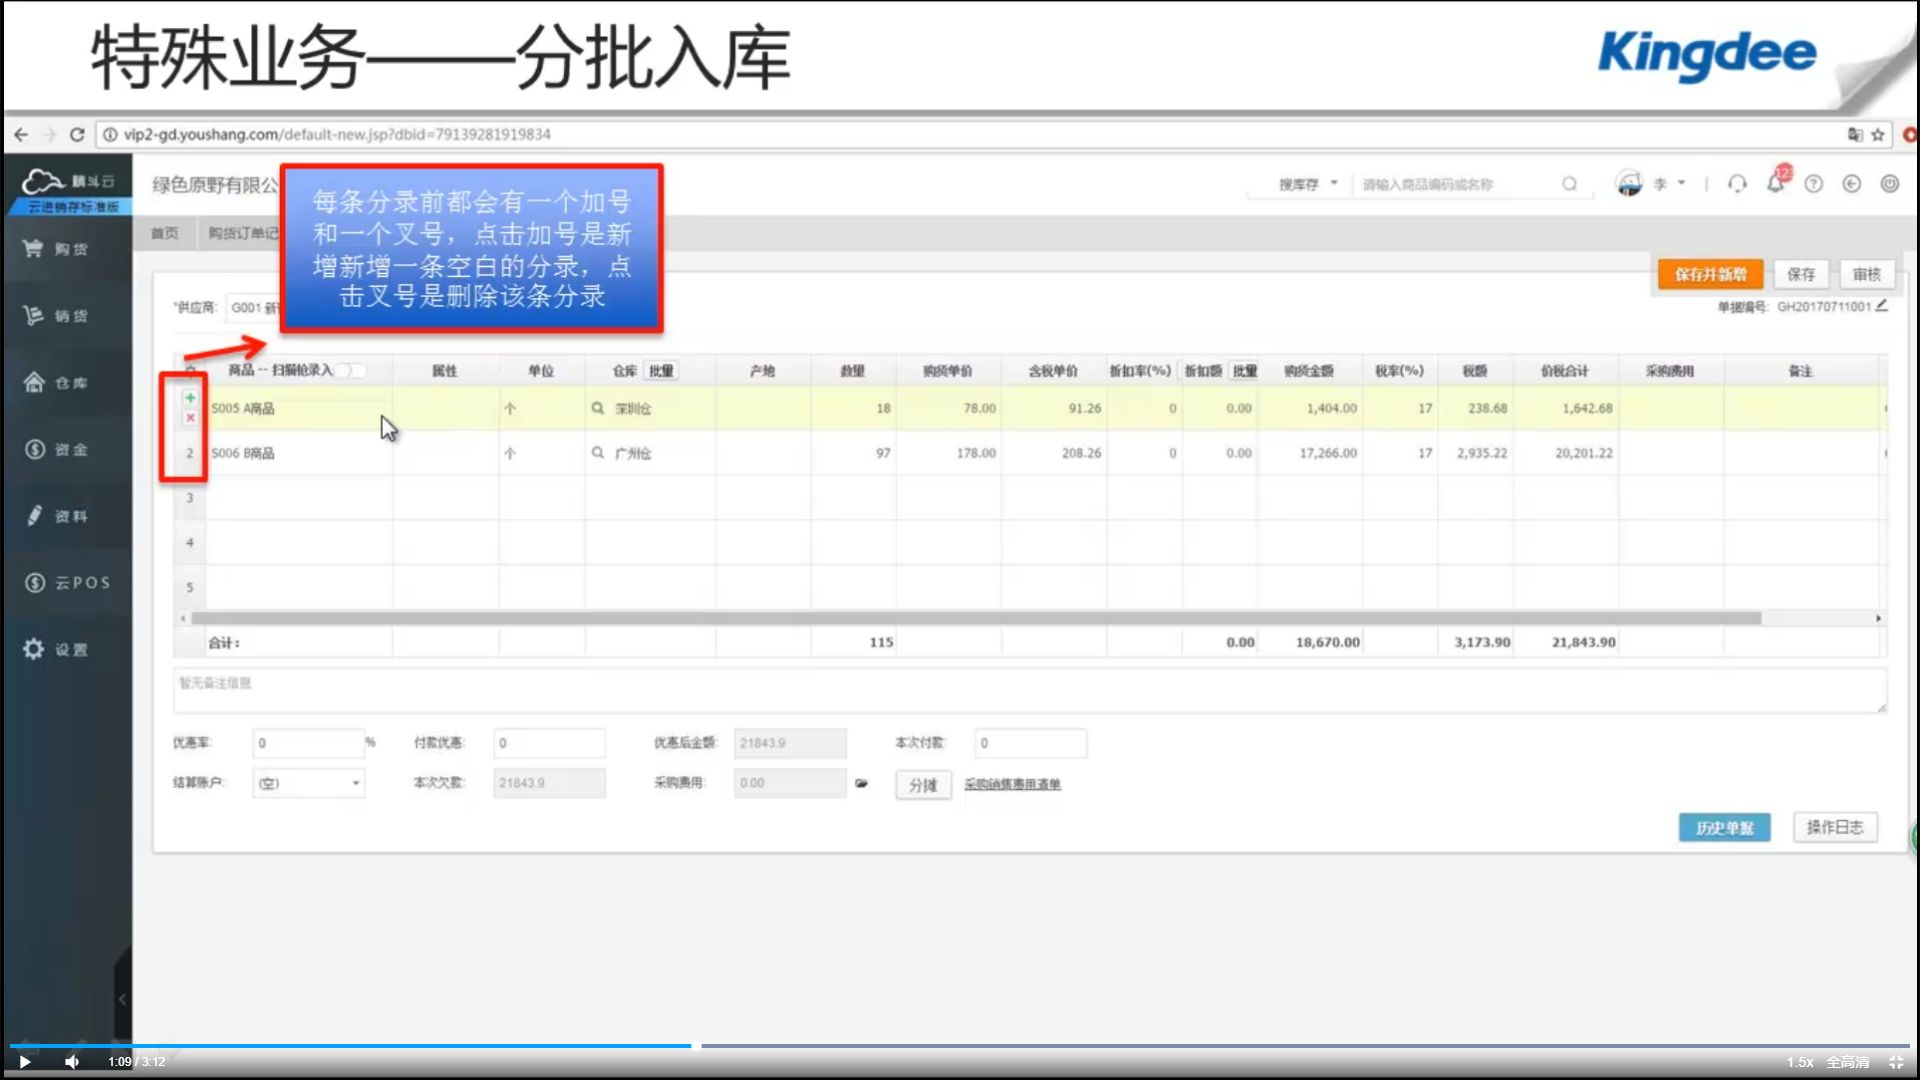 特殊业务——分批入库
Kingdee
vip2-gd.youshang.com/default-new.jsp?dbid=79139281919834
精斗云
云进销存标准版
绿色原野有限公
搜库存
请输入商品编码或名称
李
123
每条分录前都会有一个加号
和一个叉号，点击加号是新
增新增一条空白的分录，点
击叉号是删除该条分录
首页 购货订单记
购货
销货
仓库
资金
资料
云POS
设置
保存并新增 保存 审核
*供应商: G001
单据编号: GH20170711001
商品 -- 扫描枪录入 属性 单位 仓库 批量 产地 数量 购货单价 含税单价 折扣率(%) 折扣额 批量 购货金额 税率(%) 税额 价税合计 采购费用 备注
S005 A商品 个 深圳仓 18 78.00 91.26 0 0.00 1,404.00 17 238.68 1,642.68
2 S006 B商品 个 广州仓 97 178.00 208.26 0 0.00 17,266.00 17 2,935.22 20,201.22
3
4
5
合计: 115 0.00 18,670.00 3,173.90 21,843.90
暂无备注信息
优惠率: 0 % 付款优惠: 0 优惠后金额: 21843.9 本次付款: 0
结算账户: (空) 本次欠款: 21843.9 采购费用: 0.00 分摊 采购销售费用清单
历史单据 操作日志
1:09 / 3:12
1.5x 全高清